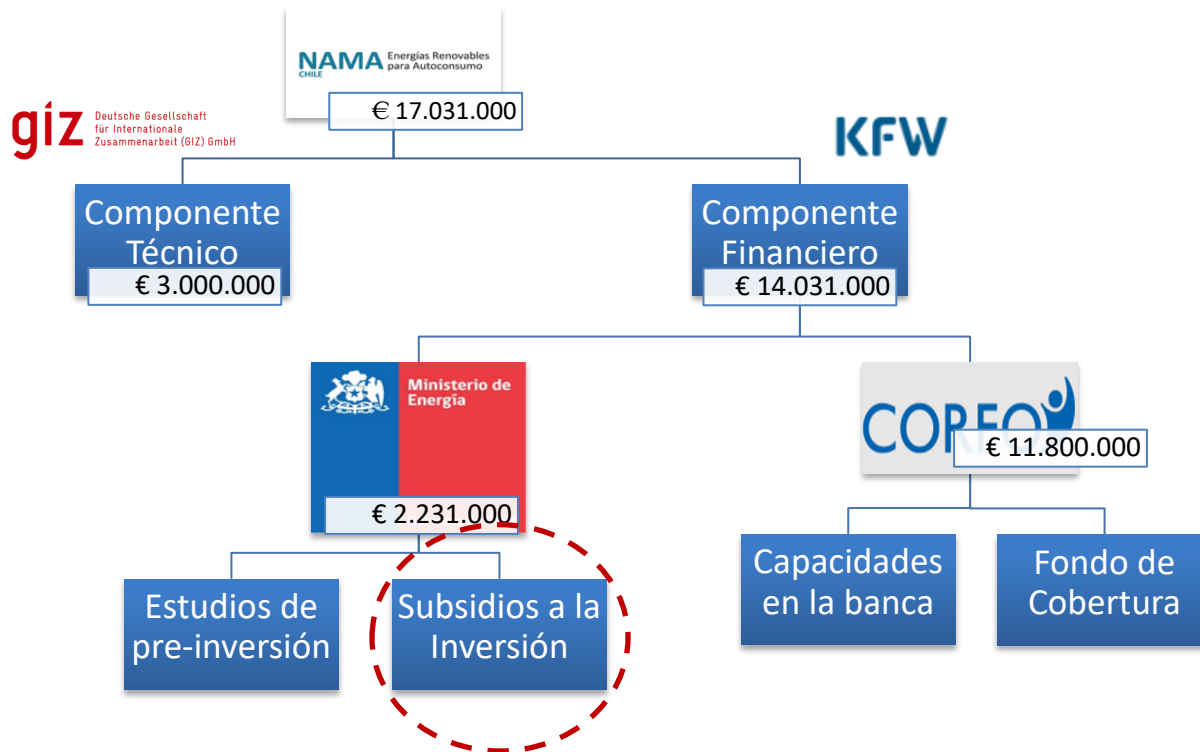 NAMA Energías Renovables
CHILE para Autoconsumo
€ 17.031.000
giz Deutsche Gesellschaft
für Internationale
Zusammenarbeit (GIZ) GmbH
KFW
Componente
Técnico
€ 3.000.000
Componente
Financiero
€ 14.031.000
Ministerio de
Energía
€ 2.231.000
CORFO
€ 11.800.000
Estudios de
pre-inversión
Subsidios a la
Inversión
Capacidades
en la banca
Fondo de
Cobertura